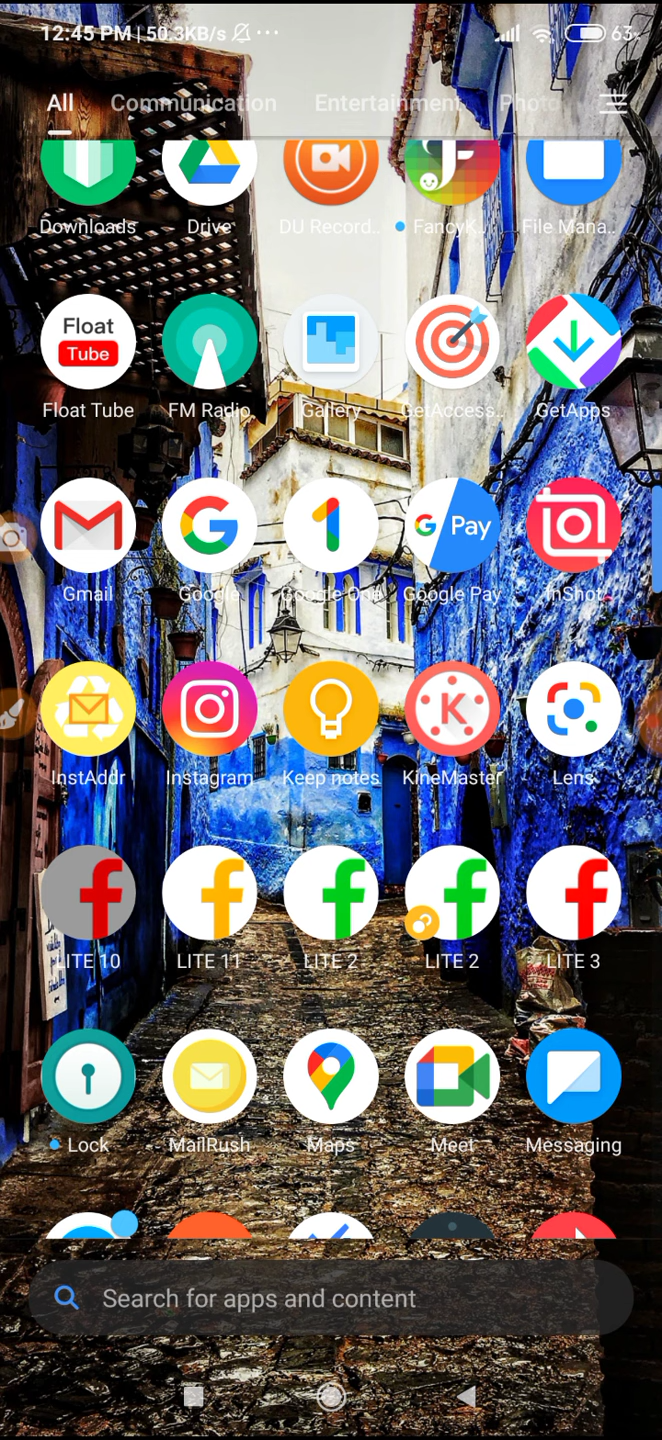 12:45 PM | 50.3KB/s ... 63%
All Communication Entertainment Photo
Downloads Drive DU Record.. FancyK.. File Mana..
Float
Tube
Float Tube FM Radio Gallery GetAccess.. GetApps
G Pay
Gmail Google Google One Google Pay InShot
K
InstAddr Instagram Keep notes KineMaster Lens
f f f f f
LITE 10 LITE 11 LITE 2 LITE 2 LITE 3
Lock MailRush Maps Meet Messaging
Search for apps and content